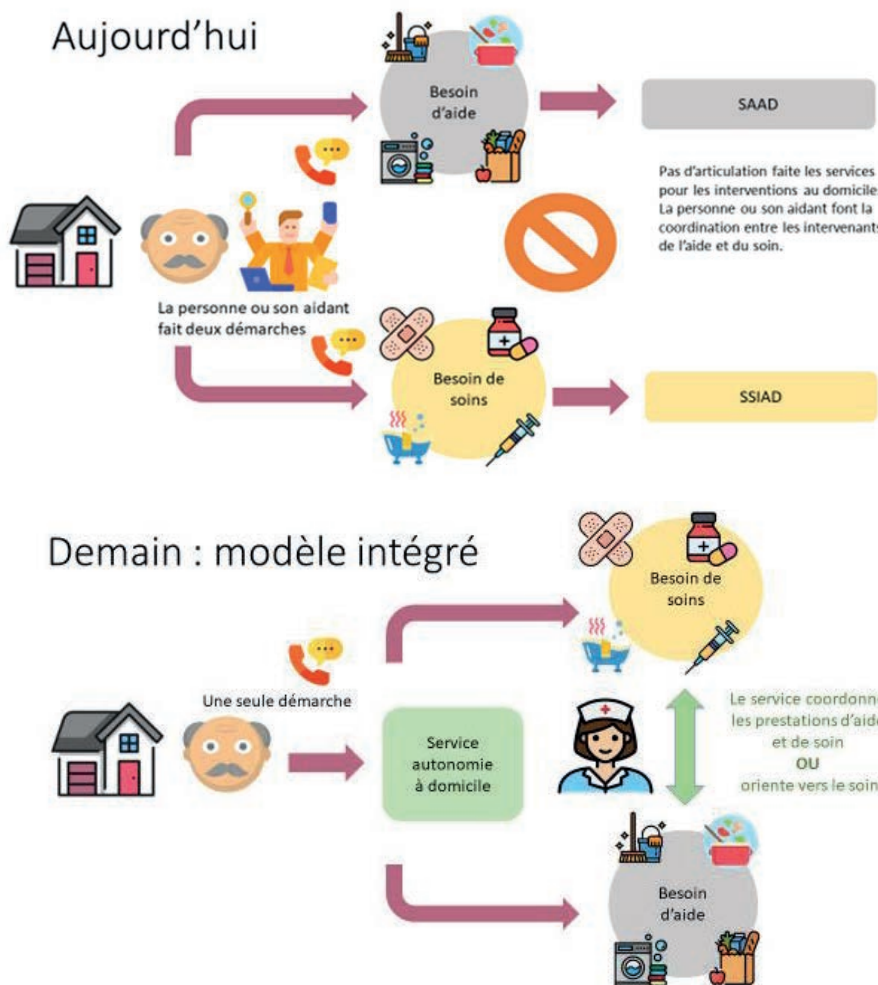 Aujourd'hui
Besoin
d'aide
SAAD
Pas d'articulation faite les services
pour les interventions au domicile
La personne ou son aidant font la
coordination entre les intervenants
de l'aide et du soin.
La personne ou son aidant
fait deux démarches
Besoin de
soins
SSIAD
Demain : modèle intégré
Besoin de
soins
Une seule démarche
Service
autonomie
à domicile
Le service coordonne
les prestations d'aide
et de soin
OU
oriente vers le soin
Besoin
d'aide